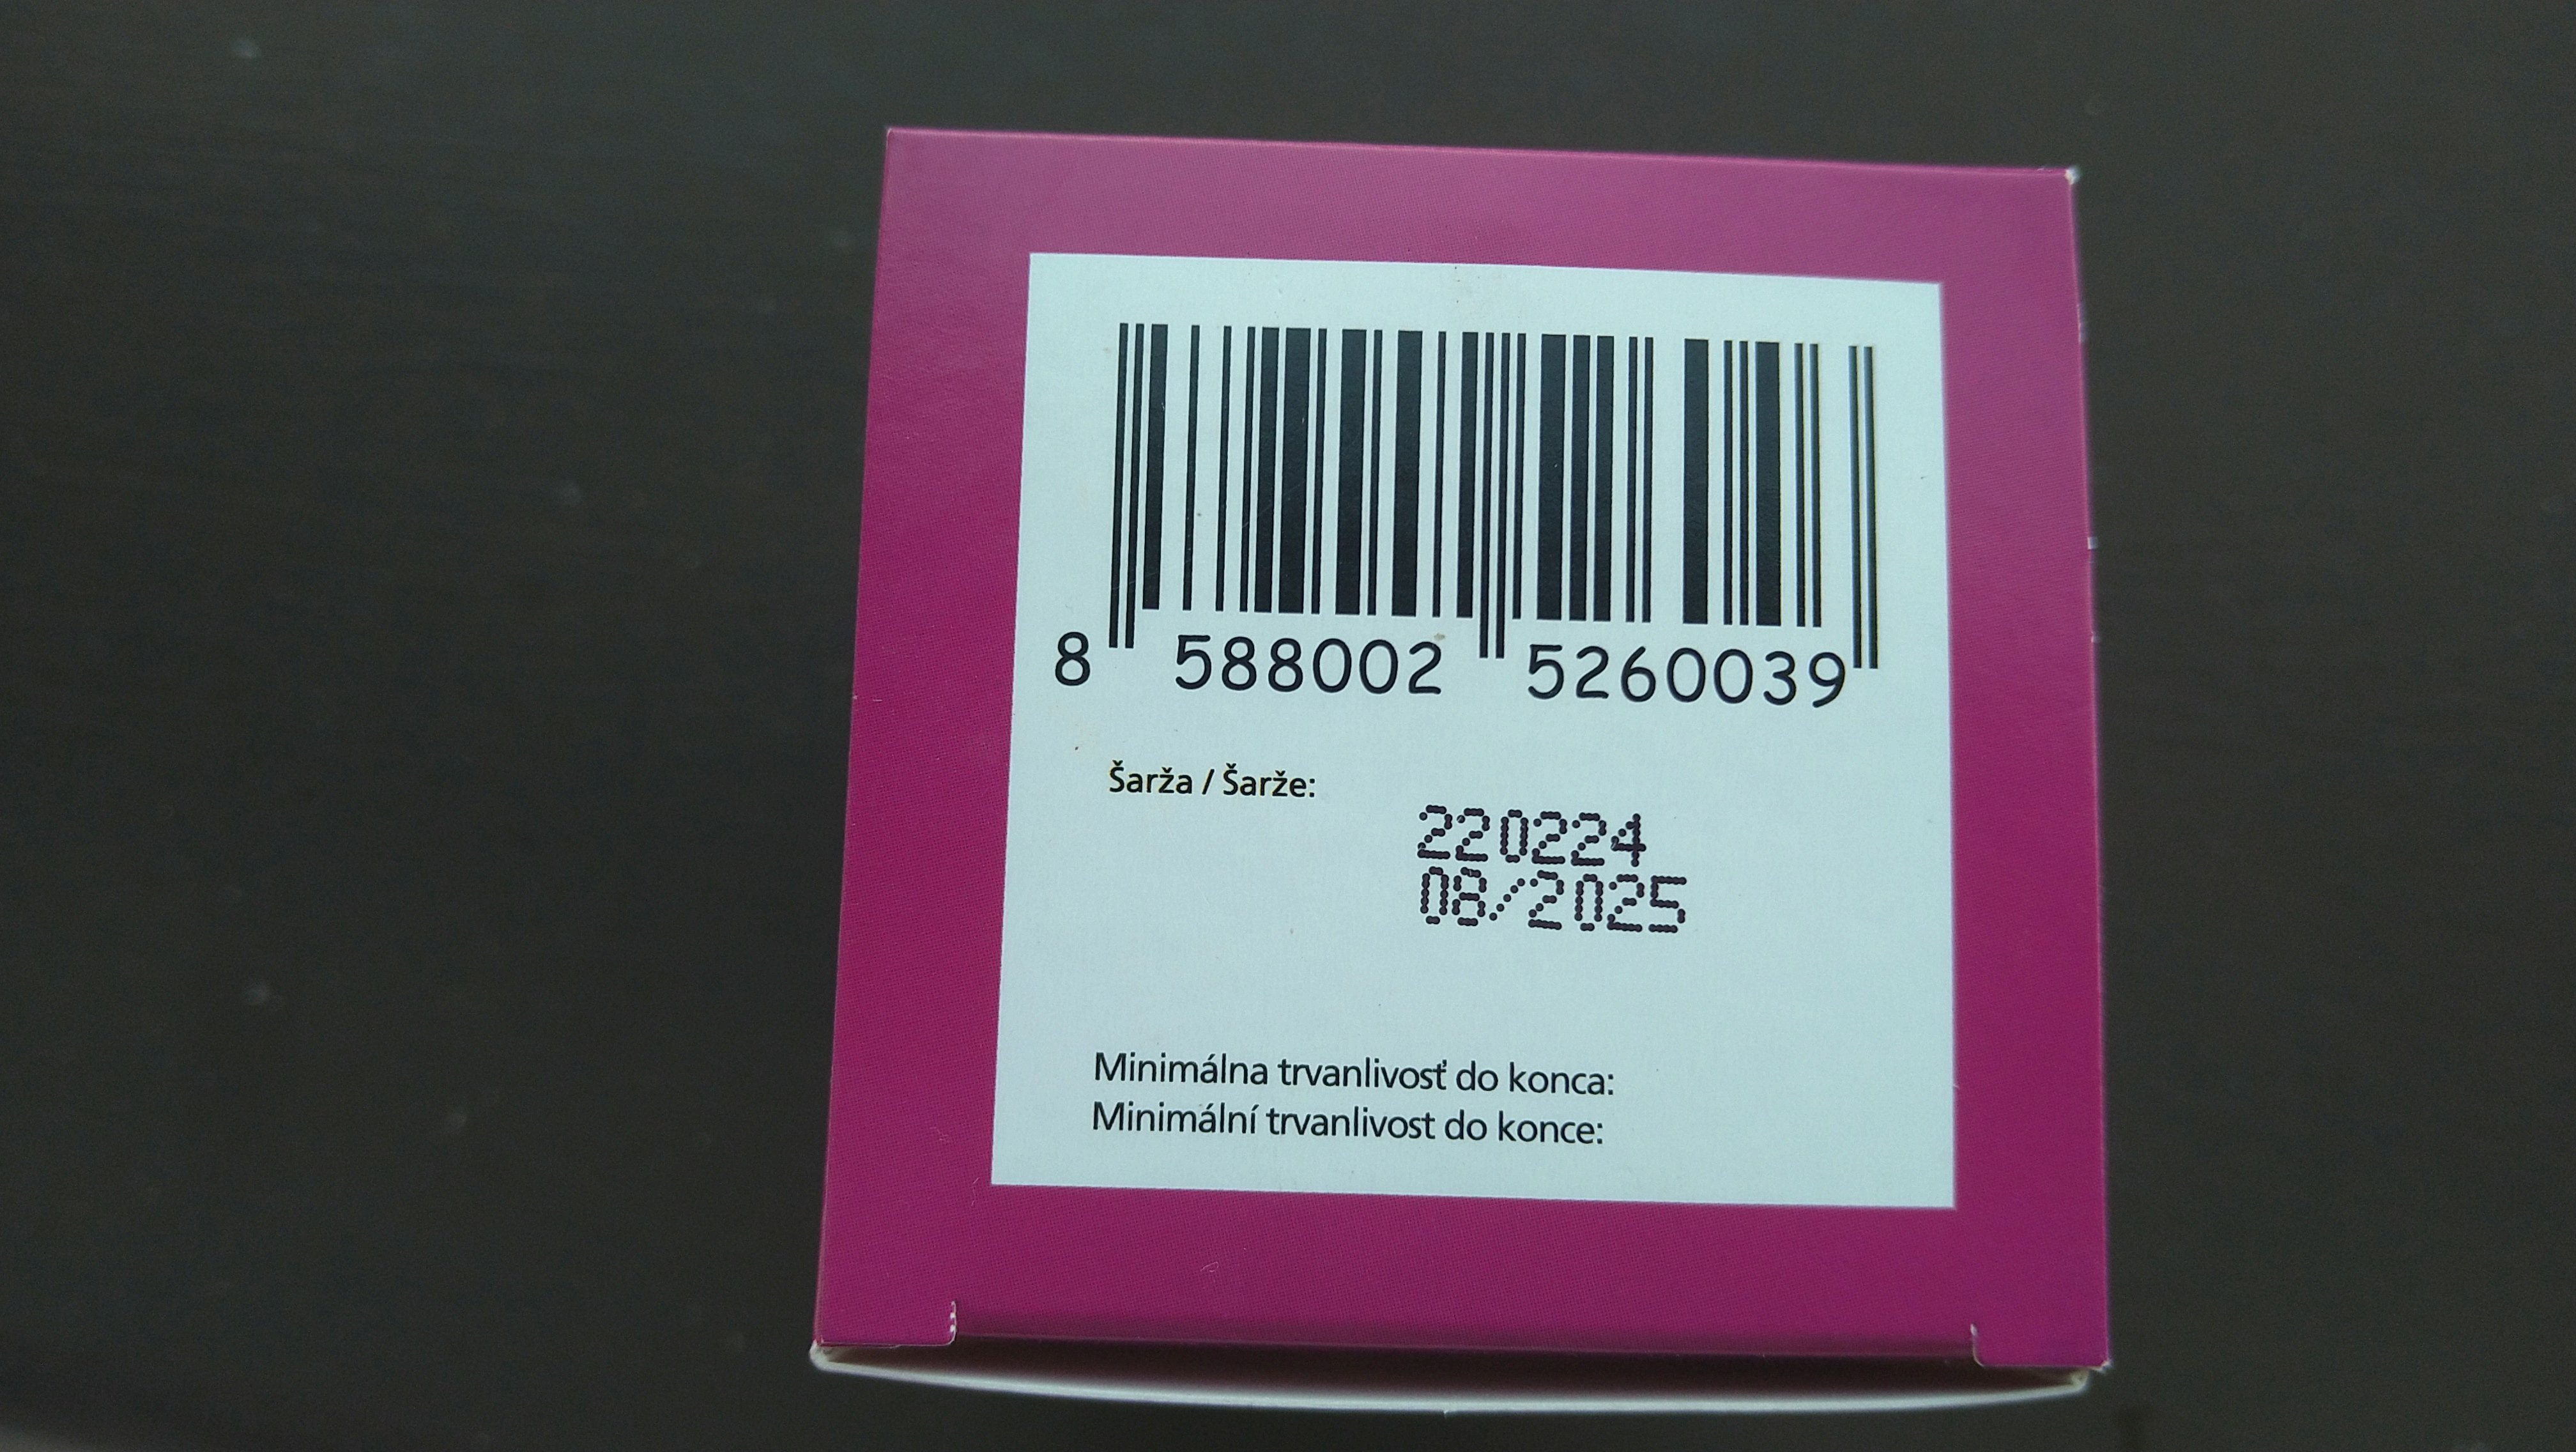 8 588002 5260039
Šarža / Šarže:
220224
08/2025
Minimálna trvanlivosť do konca:
Minimální trvanlivost do konce: